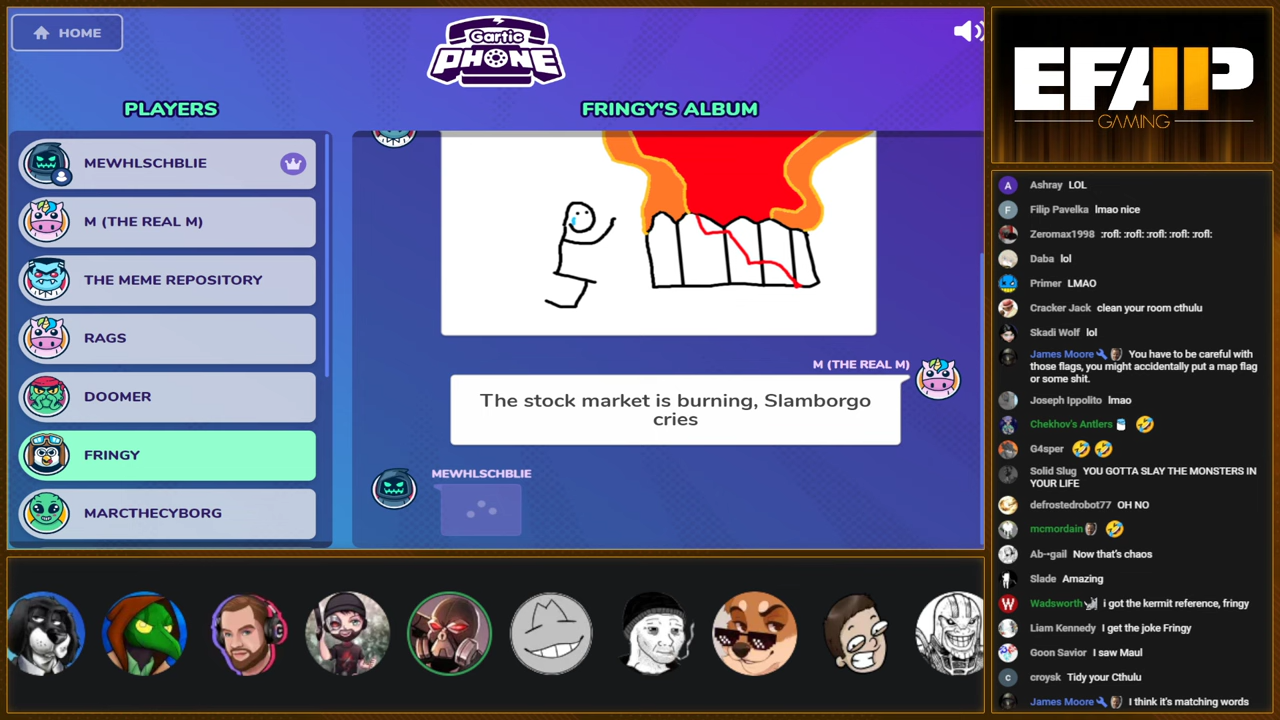 HOME
Gartic
PHONE
PLAYERS
FRINGY'S ALBUM
MEWHLSCHBLIE
M (THE REAL M)
THE MEME REPOSITORY
RAGS
DOOMER
FRINGY
MARCTHECYBORG
M (THE REAL M)
The stock market is burning, Slamborgo
cries
MEWHLSCHBLIE
EFAP
GAMING
A Ashray LOL
F Filip Pavelka lmao nice
Zeromax1998 :rofl: :rofl: :rofl: :rofl: :rofl:
Daba lol
Primer LMAO
Cracker Jack clean your room cthulu
Skadi Wolf lol
James Moore You have to be careful with
those flags, you might accidentally put a map flag
or some shit.
Joseph Ippolito lmao
Chekhov's Antlers
G4sper
Solid Slug YOU GOTTA SLAY THE MONSTERS IN
YOUR LIFE
defrostedrobot77 OH NO
mcmordain
Ab-gail Now that's chaos
Slade Amazing
W Wadsworth i got the kermit reference, fringy
Liam Kennedy I get the joke Fringy
Goon Savior I saw Maul
c croysk Tidy your Cthulu
James Moore I think it's matching words